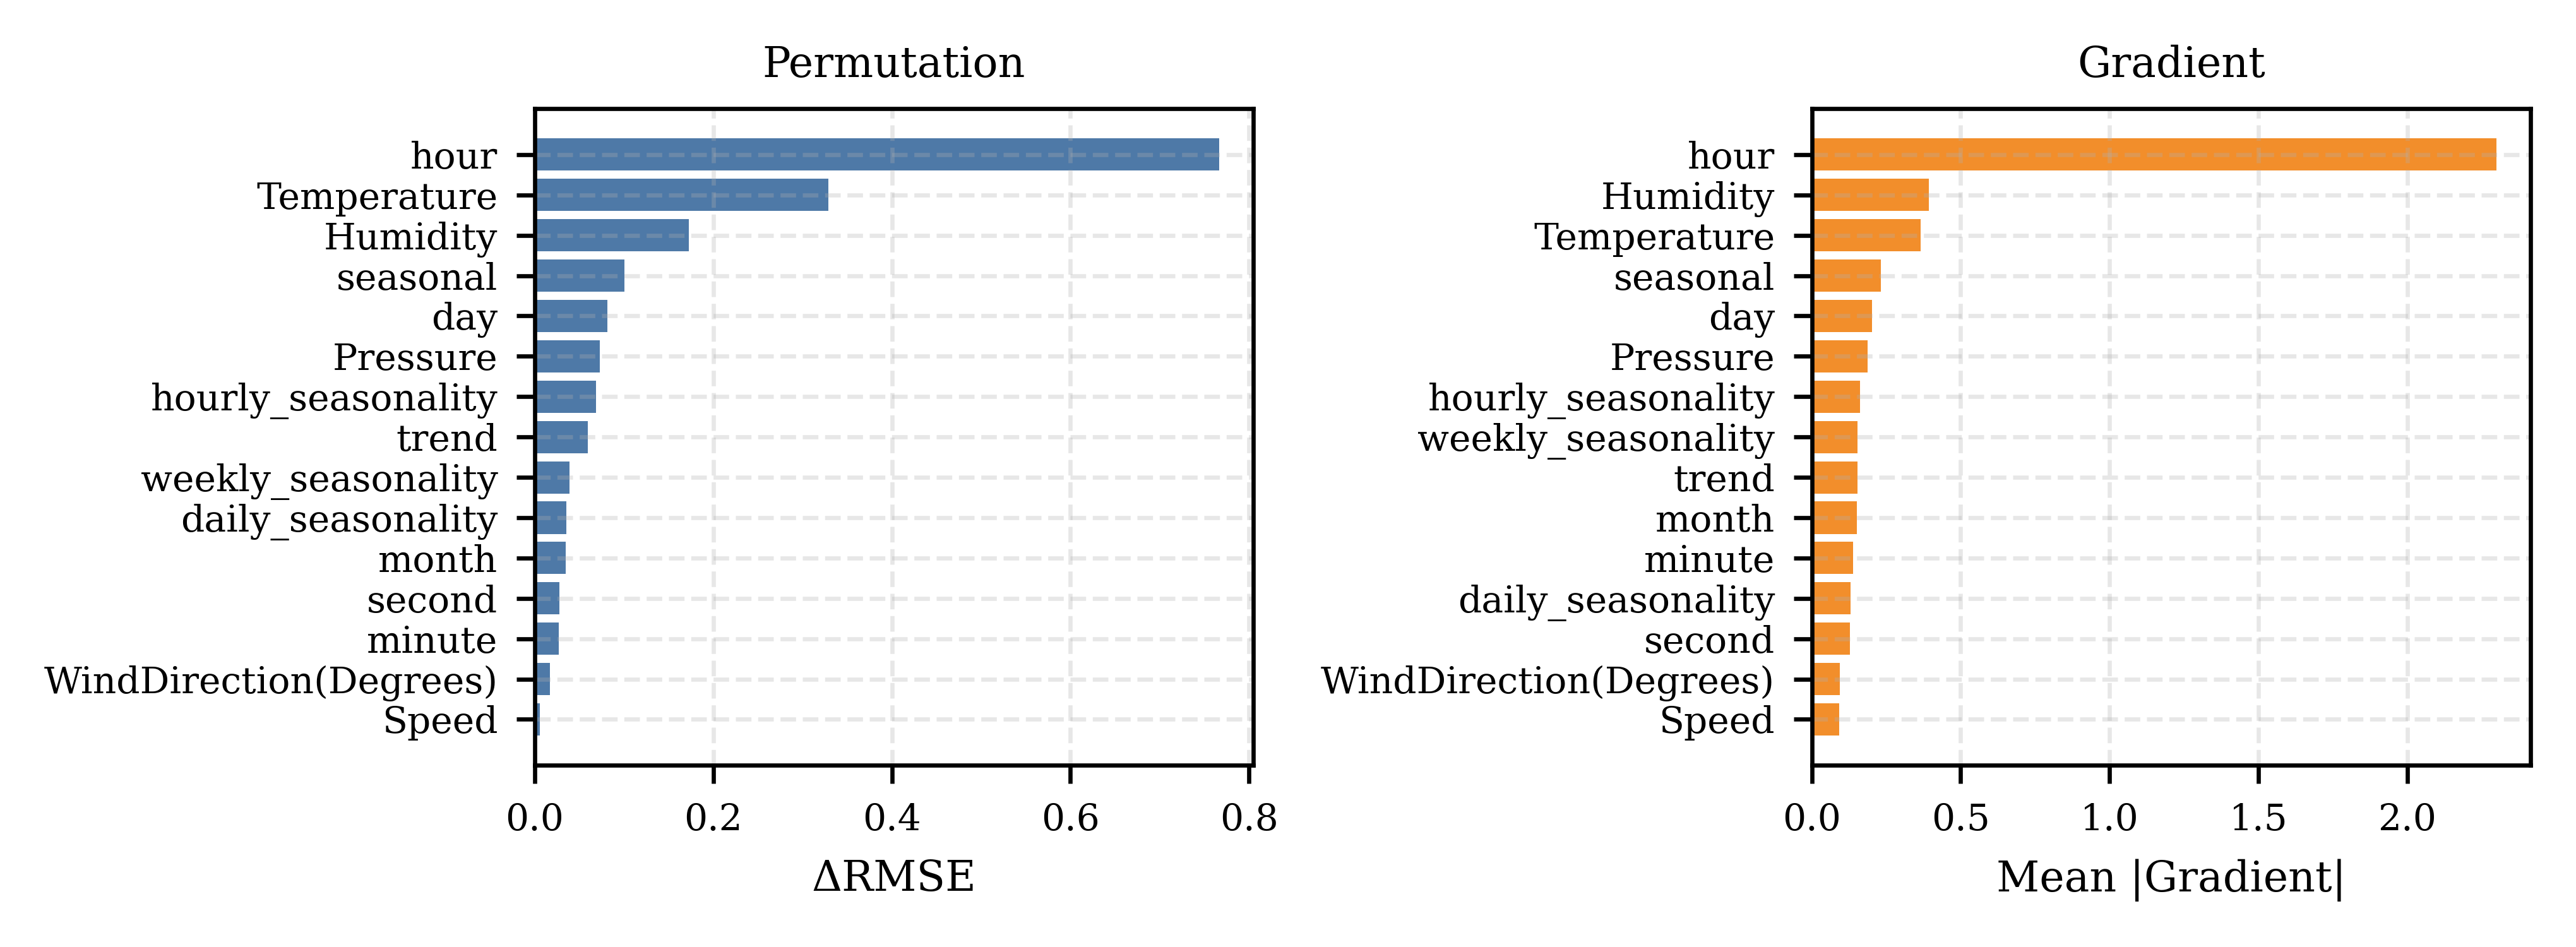 Permutation
hour
Temperature
Humidity
seasonal
day
Pressure
hourly_seasonality
trend
weekly_seasonality
daily_seasonality
month
second
minute
WindDirection(Degrees)
Speed
0.0 0.2 0.4 0.6 0.8
ΔRMSE
Gradient
hour
Humidity
Temperature
seasonal
day
Pressure
hourly_seasonality
weekly_seasonality
trend
month
minute
daily_seasonality
second
WindDirection(Degrees)
Speed
0.0 0.5 1.0 1.5 2.0
Mean |Gradient|